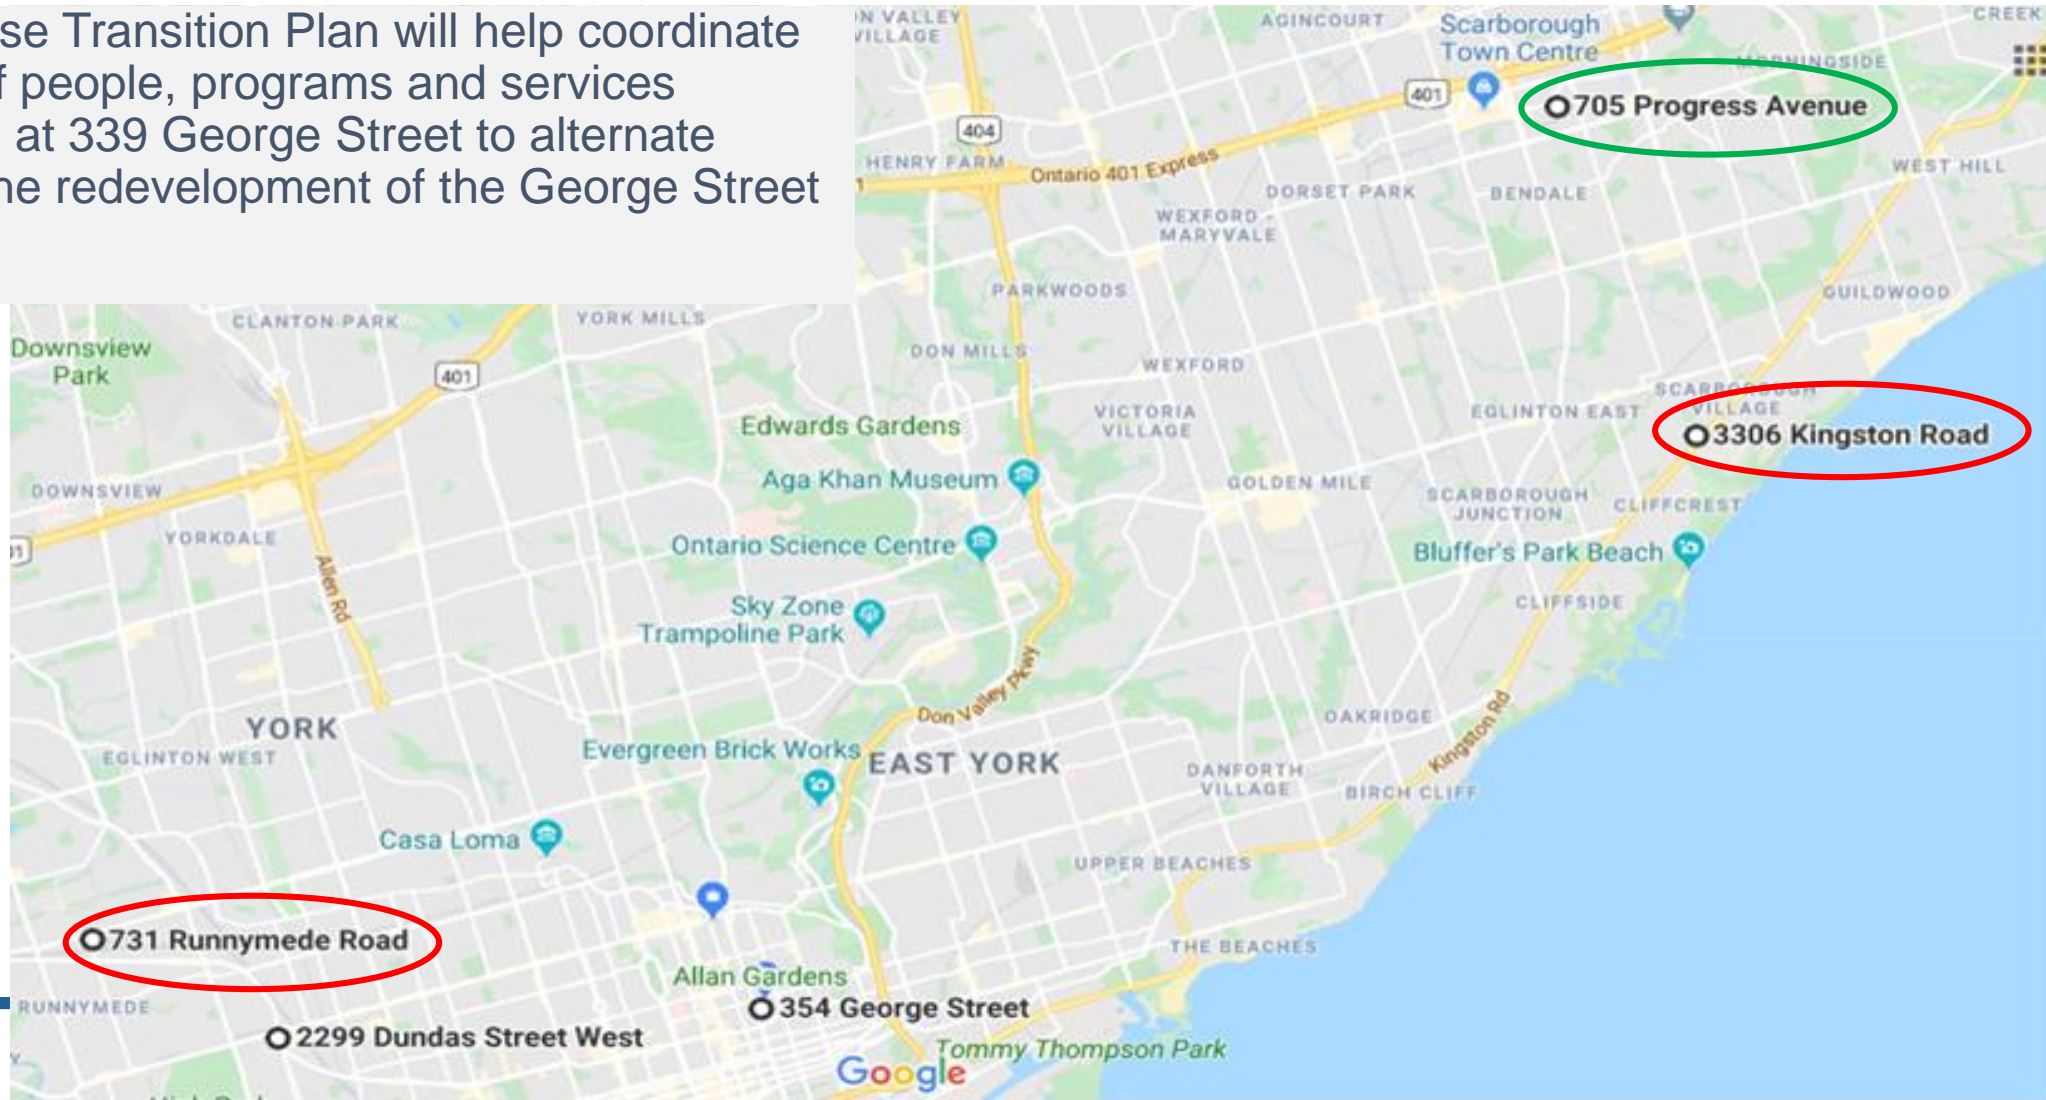 se Transition Plan will help coordinate
f people, programs and services
at 339 George Street to alternate
he redevelopment of the George Street
N VALLEY
VILLAGE
AGINCOURT
Scarborough
Town Centre
CREEK
MORNINGSIDE
401
705 Progress Avenue
404
HENRY FARM
Ontario 401 Express
WEST HILL
DORSET PARK
BENDALE
WEXFORD -
MARYVALE
PARKWOODS
GUILDWOOD
CLANTON PARK
YORK MILLS
Downsview
Park
DON MILLS
WEXFORD
401
SCARBOROUGH
VILLAGE
EGLINTON EAST
VICTORIA
VILLAGE
Edwards Gardens
3306 Kingston Road
Aga Khan Museum
GOLDEN MILE
DOWNSVIEW
SCARBOROUGH
JUNCTION
CLIFFCREST
YORKDALE
Ontario Science Centre
Bluffer's Park Beach
Allen Rd
Sky Zone
Trampoline Park
CLIFFSIDE
Don Valley Pkwy
OAKRIDGE
Kingston Rd
YORK
EGLINTON WEST
Evergreen Brick Works
EAST YORK
DANFORTH
VILLAGE
BIRCH CLIFF
Casa Loma
UPPER BEACHES
731 Runnymede Road
THE BEACHES
Allan Gardens
RUNNYMEDE
354 George Street
2299 Dundas Street West
Tommy Thompson Park
Google